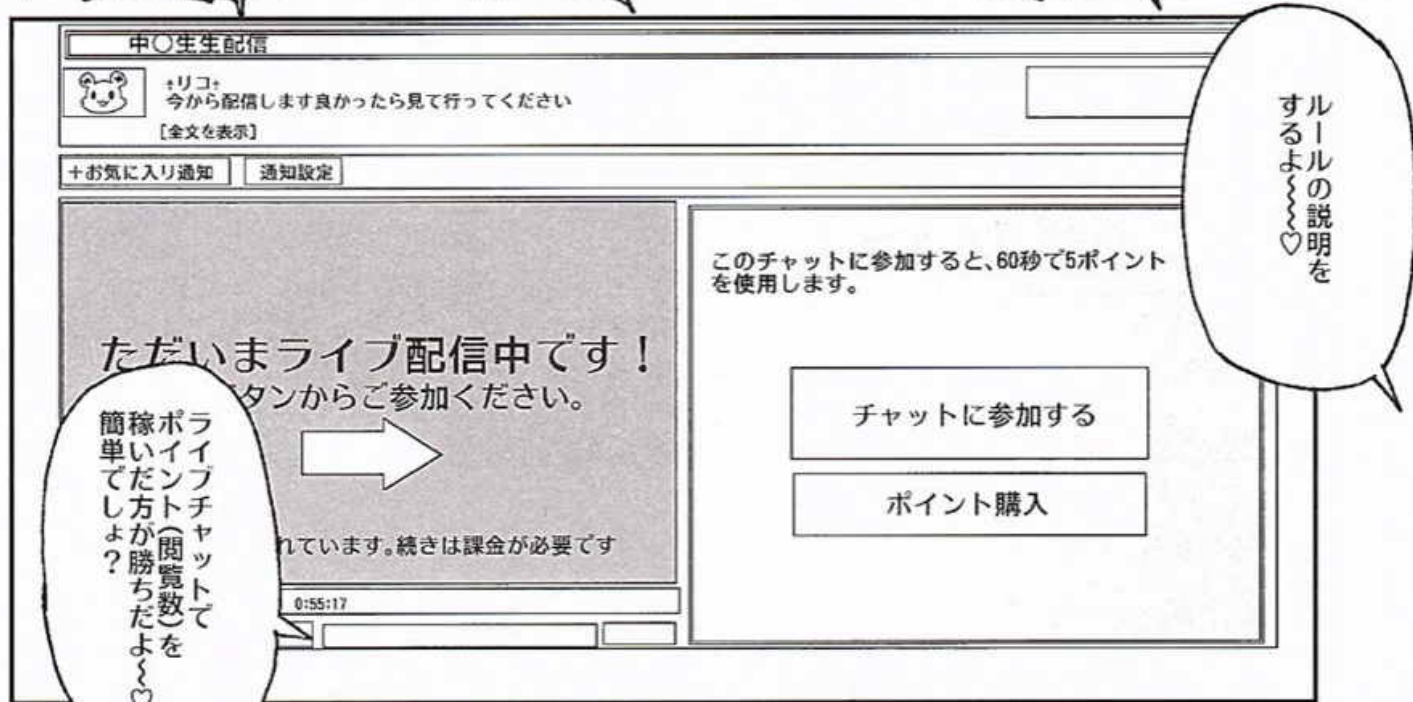 ルールの説明を
するよ～～～♡
中○生生配信
+リコ+
今から配信します良かったら見て行ってください
[全文を表示]
+お気に入り通知
通知設定
ただいまライブ配信中です！
タンからご参加ください。
れています。続きは課金が必要です
0:55:17
このチャットに参加すると、60秒で5ポイント
を使用します。
チャットに参加する
ポイント購入
ライブチャットで
ポイント(閲覧数)を
稼いだ方が勝ちだよ～♡
簡単でしょ？